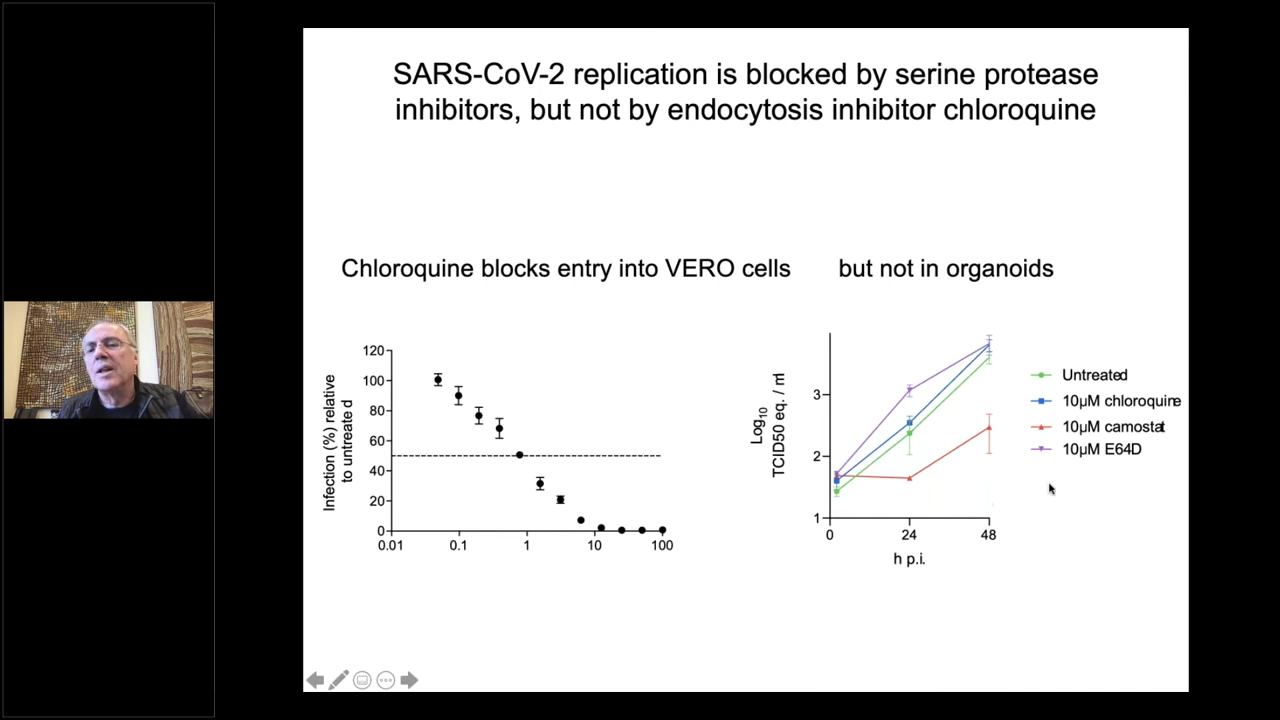 SARS-CoV-2 replication is blocked by serine protease
inhibitors, but not by endocytosis inhibitor chloroquine
Chloroquine blocks entry into VERO cells
but not in organoids
Infection (%) relative
to untreated
120
100
80
60
40
20
0
0.01
0.1
1
10
100
Log10
TCID50 eq. / ml
3
2
1
0
24
48
h p.i.
Untreated
10µM chloroquine
10µM camostat
10µM E64D